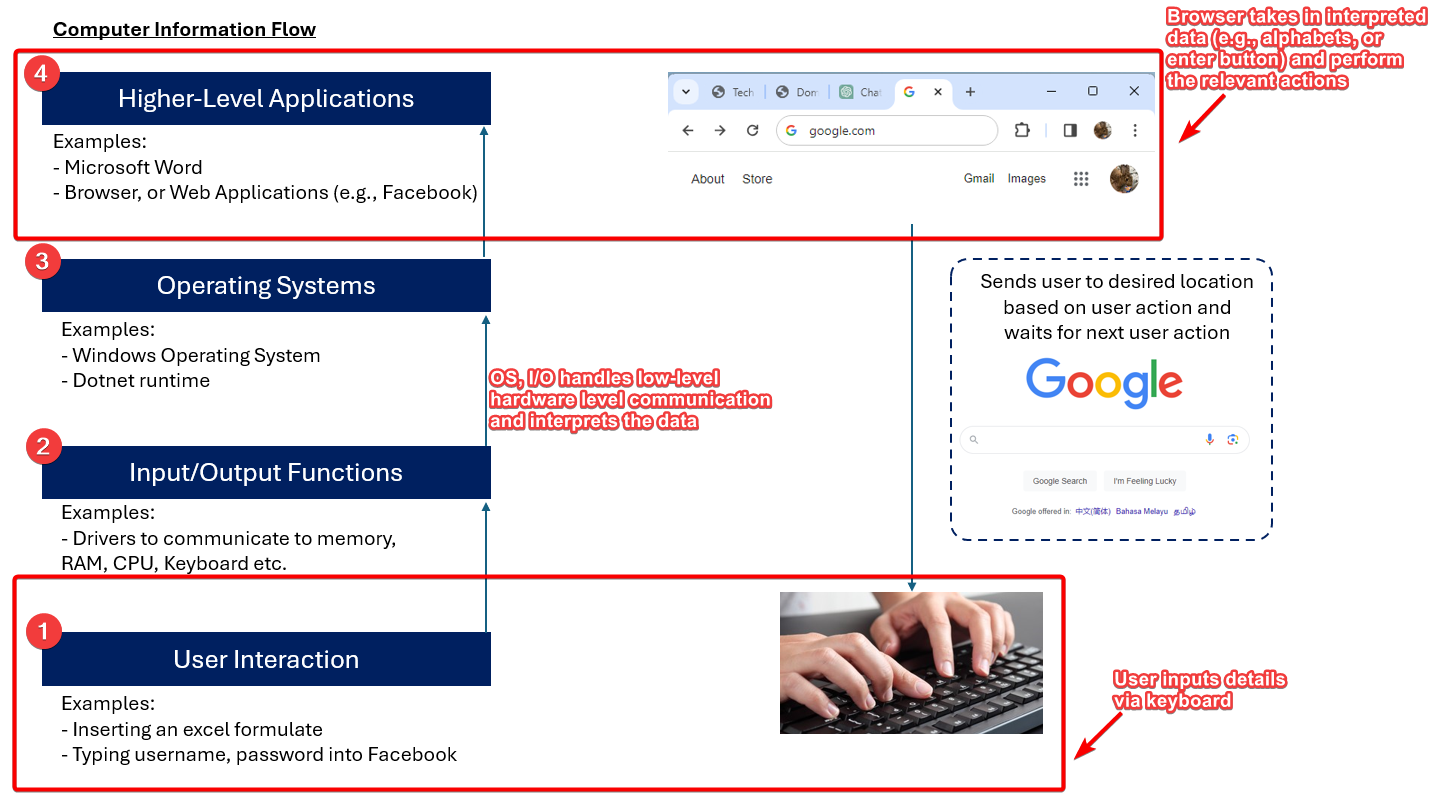 Computer Information Flow
Browser takes in interpreted
data (e.g., alphabets, or
enter button) and perform
the relevant actions
4
Higher-Level Applications
Examples:
- Microsoft Word
- Browser, or Web Applications (e.g., Facebook)
Tech
Dom
Chat
google.com
About Store
Gmail Images
3
Operating Systems
Examples:
- Windows Operating System
- Dotnet runtime
OS, I/O handles low-level
hardware level communication
and interprets the data
Sends user to desired location
based on user action and
waits for next user action
Google
Google Search I'm Feeling Lucky
Google offered in: 中文(简体) Bahasa Melayu தமிழ்
2
Input/Output Functions
Examples:
- Drivers to communicate to memory,
RAM, CPU, Keyboard etc.
1
User Interaction
Examples:
- Inserting an excel formulate
- Typing username, password into Facebook
User inputs details
via keyboard